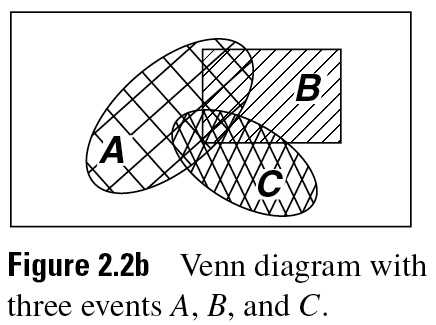 B
A
C
Figure 2.2b Venn diagram with
three events A, B, and C.